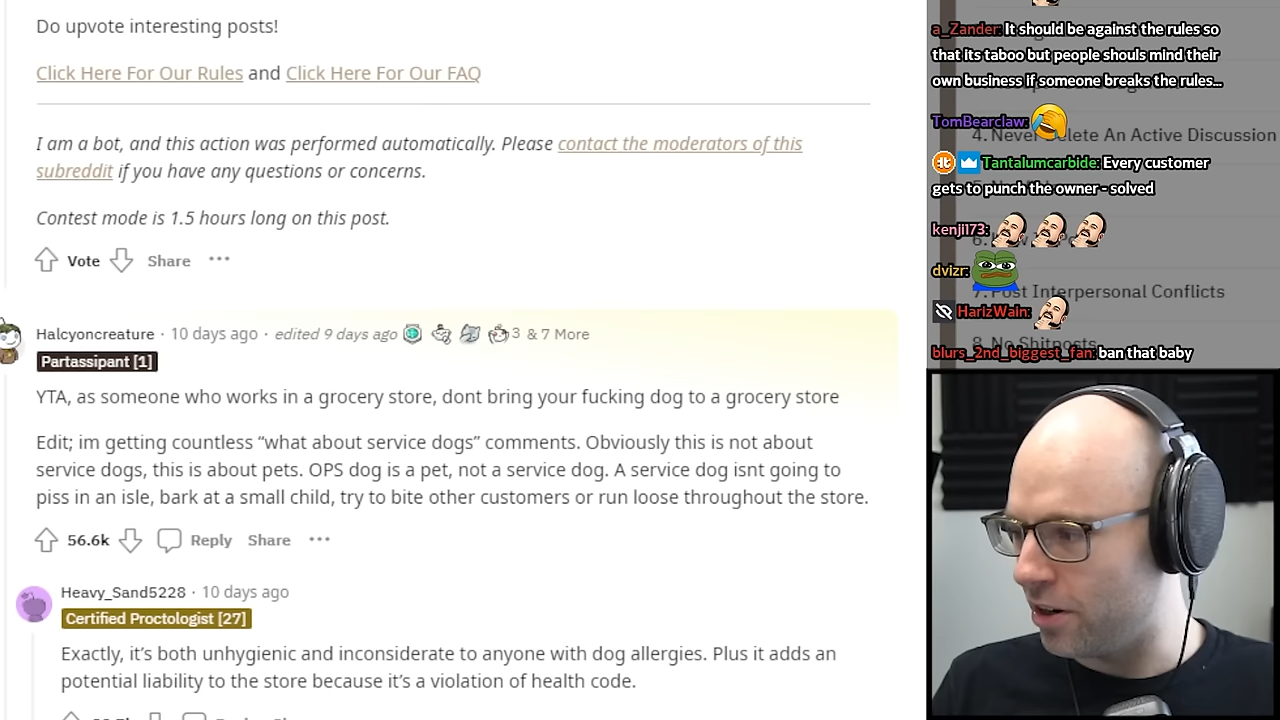 Do upvote interesting posts!
Click Here For Our Rules and Click Here For Our FAQ
I am a bot, and this action was performed automatically. Please contact the moderators of this
subreddit if you have any questions or concerns.
Contest mode is 1.5 hours long on this post.
Vote Share ...
Halcyoncreature · 10 days ago · edited 9 days ago 3 & 7 More
Partassipant [1]
YTA, as someone who works in a grocery store, dont bring your fucking dog to a grocery store
Edit; im getting countless “what about service dogs” comments. Obviously this is not about
service dogs, this is about pets. OPS dog is a pet, not a service dog. A service dog isnt going to
piss in an isle, bark at a small child, try to bite other customers or run loose throughout the store.
56.6k Reply Share ...
Heavy_Sand5228 · 10 days ago
Certified Proctologist [27]
Exactly, it’s both unhygienic and inconsiderate to anyone with dog allergies. Plus it adds an
potential liability to the store because it’s a violation of health code.
a_Zander: It should be against the rules so
that its taboo but people shouls mind their
own business if someone breaks the rules...
TomBearclaw:
4. Never Delete An Active Discussion
Tantalumcarbide: Every customer
gets to punch the owner - solved
kenji173:
6.
dvizr:
7. Post Interpersonal Conflicts
HarizWain:
8. No Shitposts
blurs_2nd_biggest_fan: ban that baby